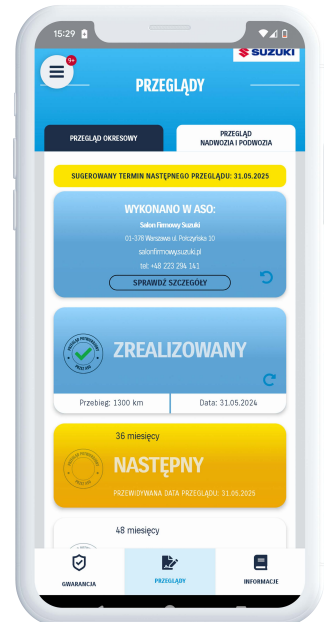 15:29
SUZUKI
9+
PRZEGLĄDY
PRZEGLĄD OKRESOWY
PRZEGLĄD
NADWOZIA I PODWOZIA
SUGEROWANY TERMIN NASTĘPNEGO PRZEGLĄDU: 31.05.2025
WYKONANO W ASO:
Salon Firmowy Suzuki
01-378 Warszawa ul. Połczyńska 10
salonfirmowy.suzuki.pl
tel: +48 223 294 141
SPRAWDŹ SZCZEGÓŁY
ZREALIZOWANY
Przebieg: 1300 km
Data: 31.05.2024
36 miesięcy
NASTĘPNY
PRZEWIDYWANA DATA PRZEGLĄDU: 31.05.2025
48 miesięcy
GWARANCJA
PRZEGLĄDY
INFORMACJE